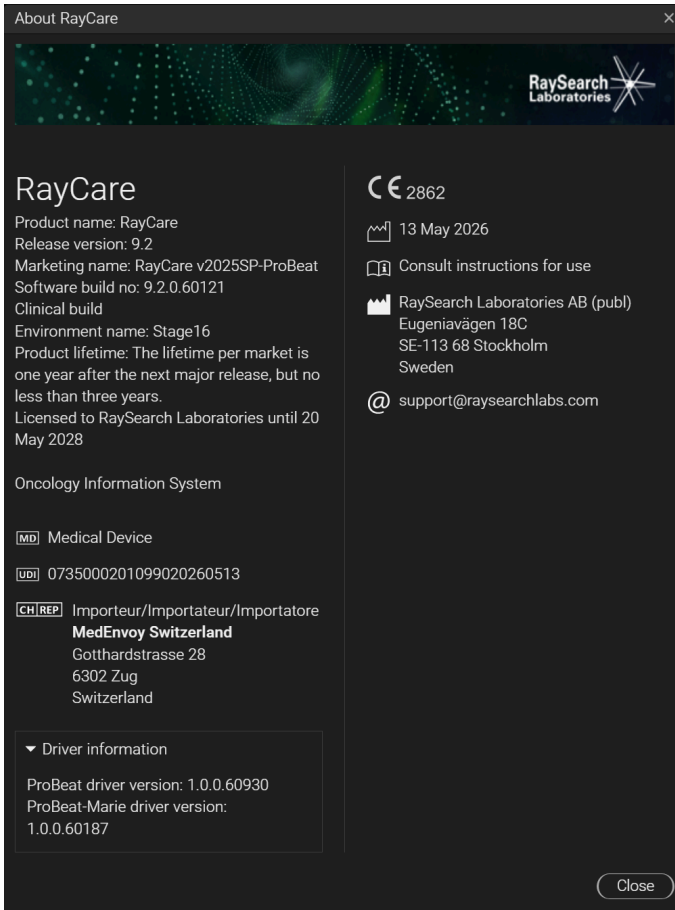 About RayCare
RaySearch
Laboratories
RayCare
Product name: RayCare
Release version: 9.2
Marketing name: RayCare v2025SP-ProBeat
Software build no: 9.2.0.60121
Clinical build
Environment name: Stage16
Product lifetime: The lifetime per market is
one year after the next major release, but no
less than three years.
Licensed to RaySearch Laboratories until 20
May 2028
Oncology Information System
MD Medical Device
UDI 0735000201099020260513
CH REP Importeur/Importateur/Importatore
MedEnvoy Switzerland
Gotthardstrasse 28
6302 Zug
Switzerland
Driver information
ProBeat driver version: 1.0.0.60930
ProBeat-Marie driver version:
1.0.0.60187
CE 2862
13 May 2026
Consult instructions for use
RaySearch Laboratories AB (publ)
Eugeniavägen 18C
SE-113 68 Stockholm
Sweden
@ support@raysearchlabs.com
Close